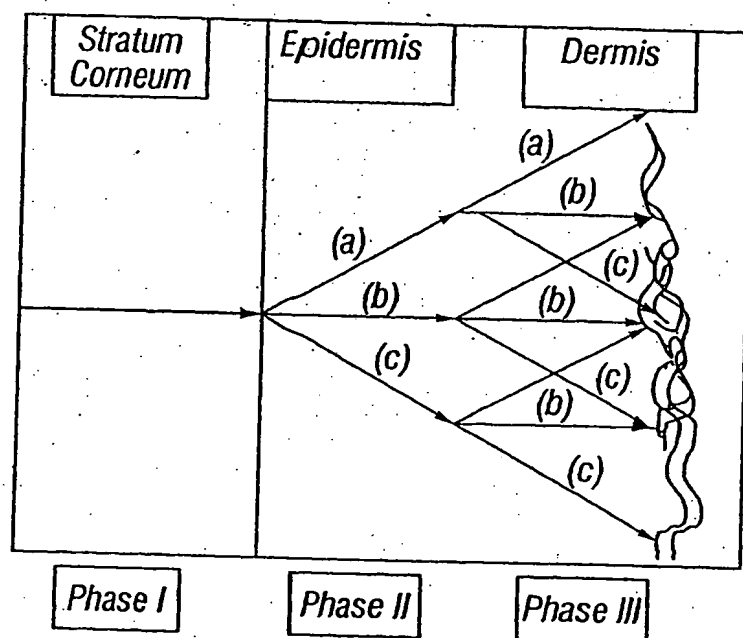 Stratum
Corneum
Epidermis
Dermis
(a)
(b)
(a)
(c)
(b)
(b)
(c)
(c)
(b)
(c)
Phase I
Phase II
Phase III